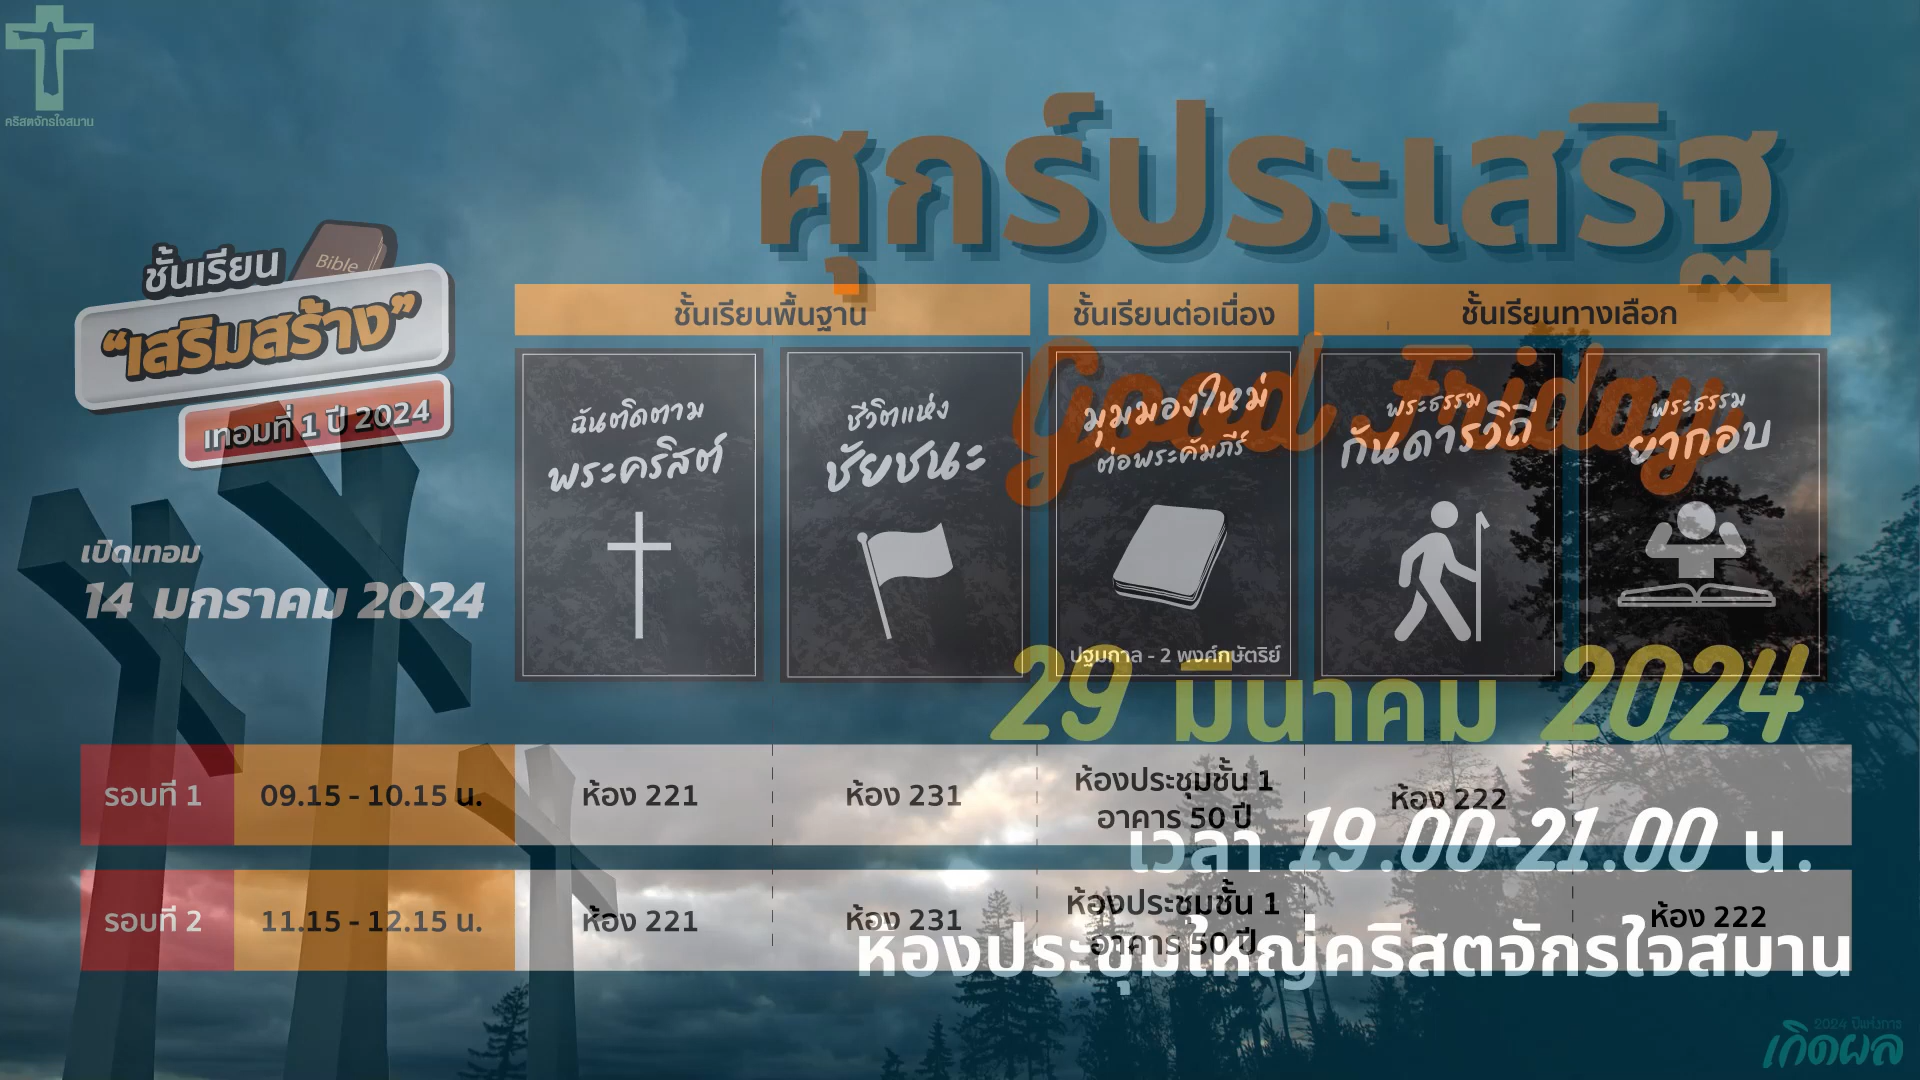 คริสตจักรใจสมาน
ศุกร์ประเสริฐ
Good Friday
29 มีนาคม 2024
เวลา 19.00-21.00 น.
ห้องประชุมใหญ่คริสตจักรใจสมาน
ชั้นเรียน
Bible
“เสริมสร้าง”
เทอมที่ 1 ปี 2024
เปิดเทอม
14 มกราคม 2024
ชั้นเรียนพื้นฐาน
ชั้นเรียนต่อเนื่อง
ชั้นเรียนทางเลือก
ฉันติดตาม
พระคริสต์
ชีวิตแห่ง
ชัยชนะ
มุมมองใหม่
ต่อพระคัมภีร์
ปฐมกาล - 2 พงศ์กษัตริย์
พระธรรม
กันดารวิถี
พระธรรม
ยากอบ
รอบที่ 1 09.15 - 10.15 น. ห้อง 221 ห้อง 231 ห้องประชุมชั้น 1 ห้อง 222
อาคาร 50 ปี
รอบที่ 2 11.15 - 12.15 น. ห้อง 221 ห้อง 231 ห้องประชุมชั้น 1 ห้อง 222
อาคาร 50 ปี
2024 ปีแห่งการ
เกิดผล